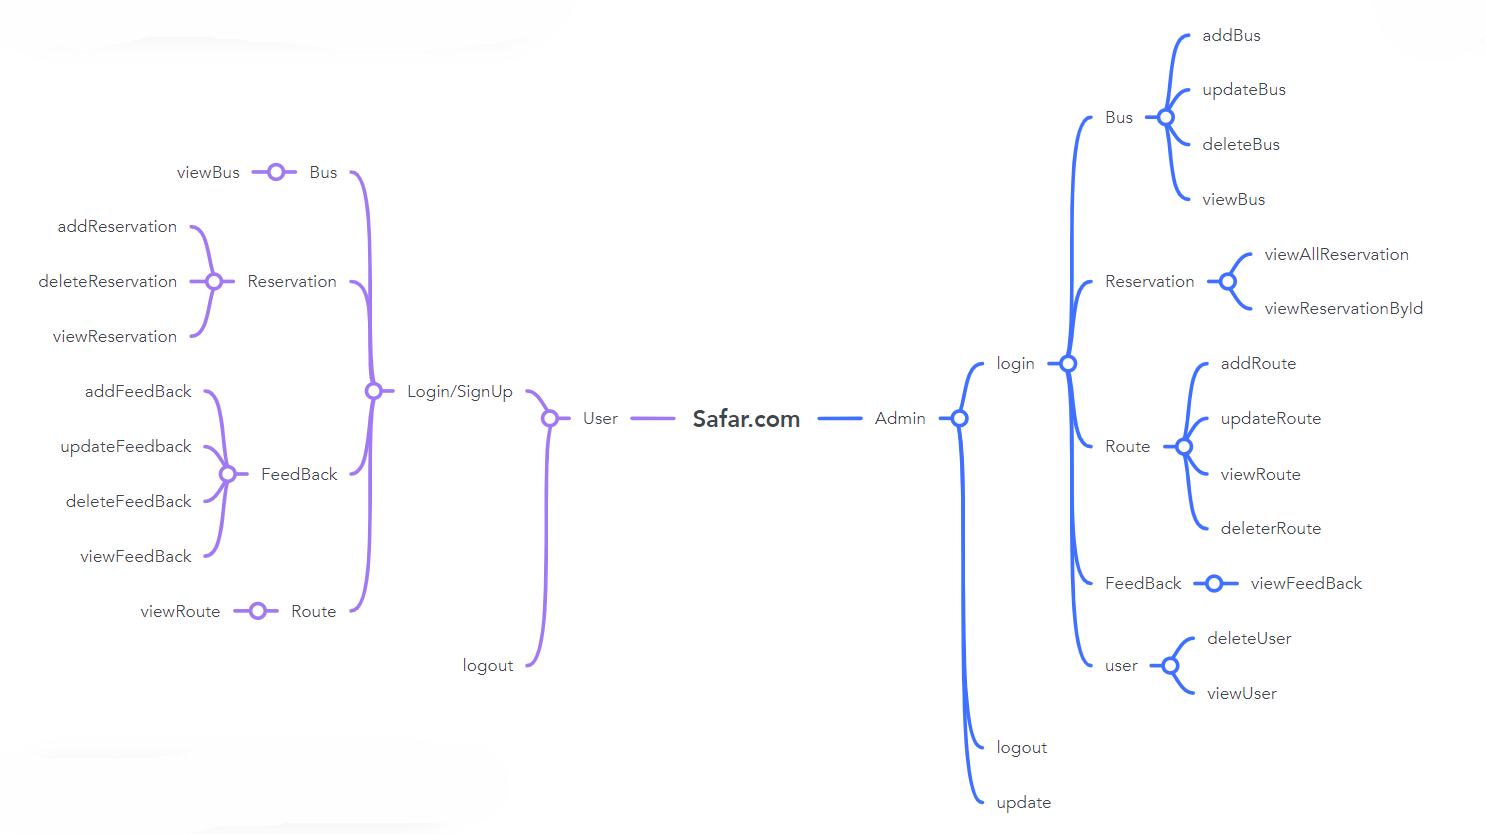 Safar.com
User
Login/SignUp
Bus
viewBus
Reservation
addReservation
deleteReservation
viewReservation
FeedBack
addFeedBack
updateFeedback
deleteFeedBack
viewFeedBack
Route
viewRoute
logout
Admin
login
Bus
addBus
updateBus
deleteBus
viewBus
Reservation
viewAllReservation
viewReservationById
Route
addRoute
updateRoute
viewRoute
deleterRoute
FeedBack
viewFeedBack
user
deleteUser
viewUser
logout
update